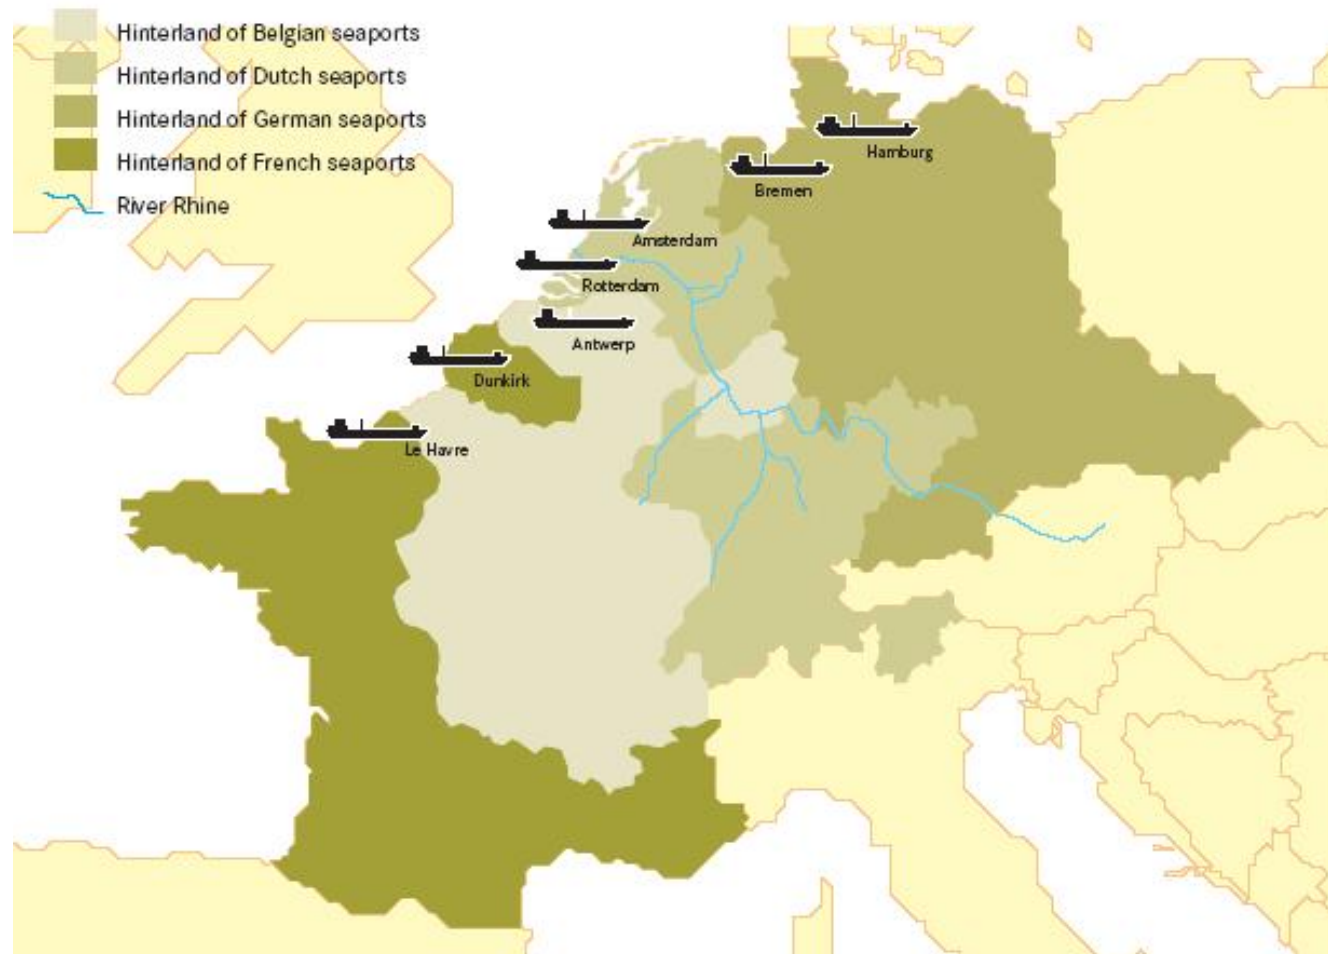 Hinterland of Belgian seaports
Hinterland of Dutch seaports
Hinterland of German seaports
Hinterland of French seaports
River Rhine
Hamburg
Bremen
Amsterdam
Rotterdam
Antwerp
Dunkirk
Le Havre